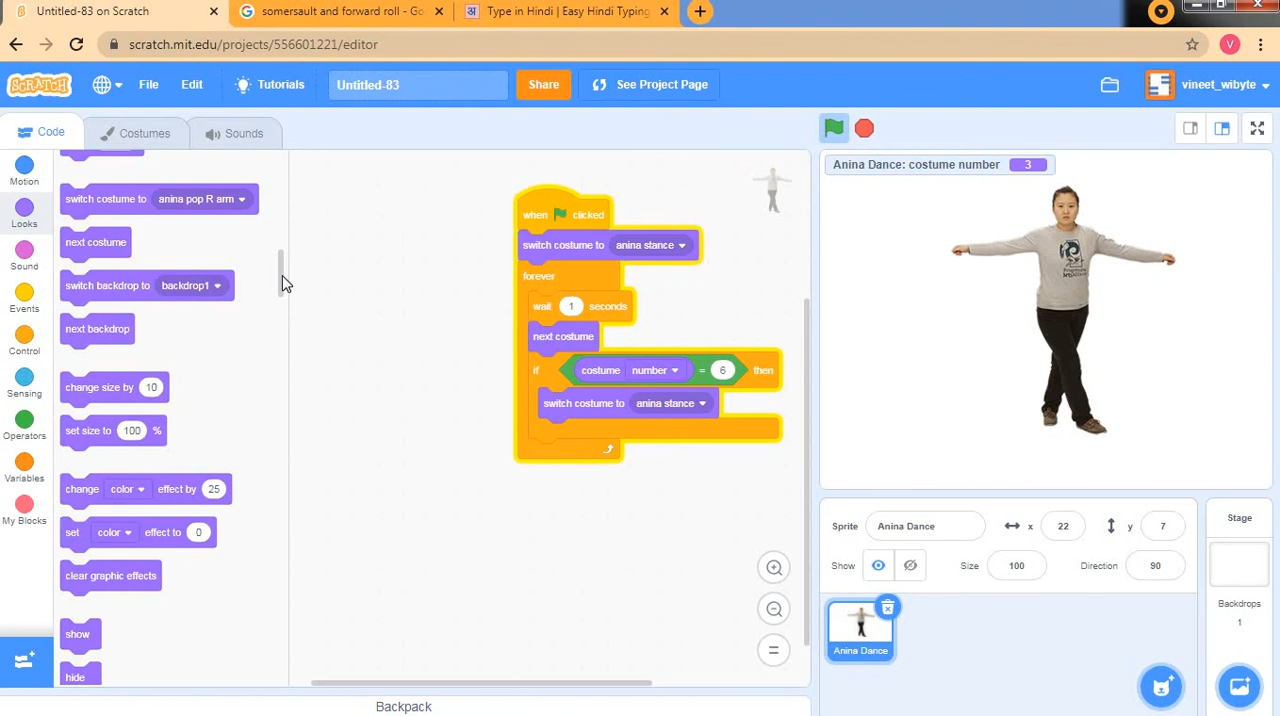 Untitled-83 on Scratch
somersault and forward roll - Go
अ Type in Hindi | Easy Hindi Typing
scratch.mit.edu/projects/556601221/editor
V
SCRATCH
File
Edit
Tutorials
Untitled-83
Share
See Project Page
vineet_wibyte
Code
Costumes
Sounds
Motion
Looks
Sound
Events
Control
Sensing
Operators
Variables
My Blocks
switch costume to anina pop R arm
next costume
switch backdrop to backdrop1
next backdrop
change size by 10
set size to 100 %
change color effect by 25
set color effect to 0
clear graphic effects
show
hide
when clicked
switch costume to anina stance
forever
wait 1 seconds
next costume
if costume number = 6 then
switch costume to anina stance
Backpack
Anina Dance: costume number 3
Sprite Anina Dance x 22 y 7
Show Size 100 Direction 90
Anina Dance
Stage
Backdrops
1